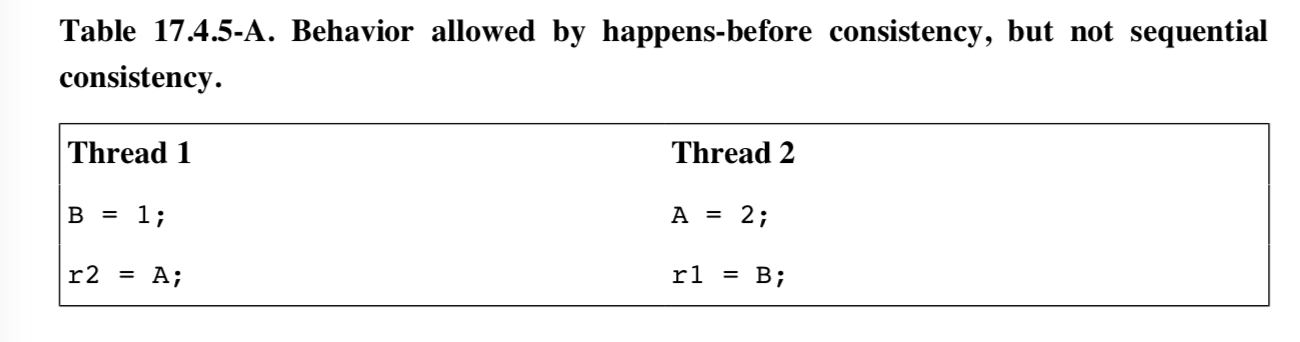 Table 17.4.5-A. Behavior allowed by happens-before consistency, but not sequential
consistency.
Thread 1 Thread 2
B = 1; A = 2;
r2 = A; r1 = B;